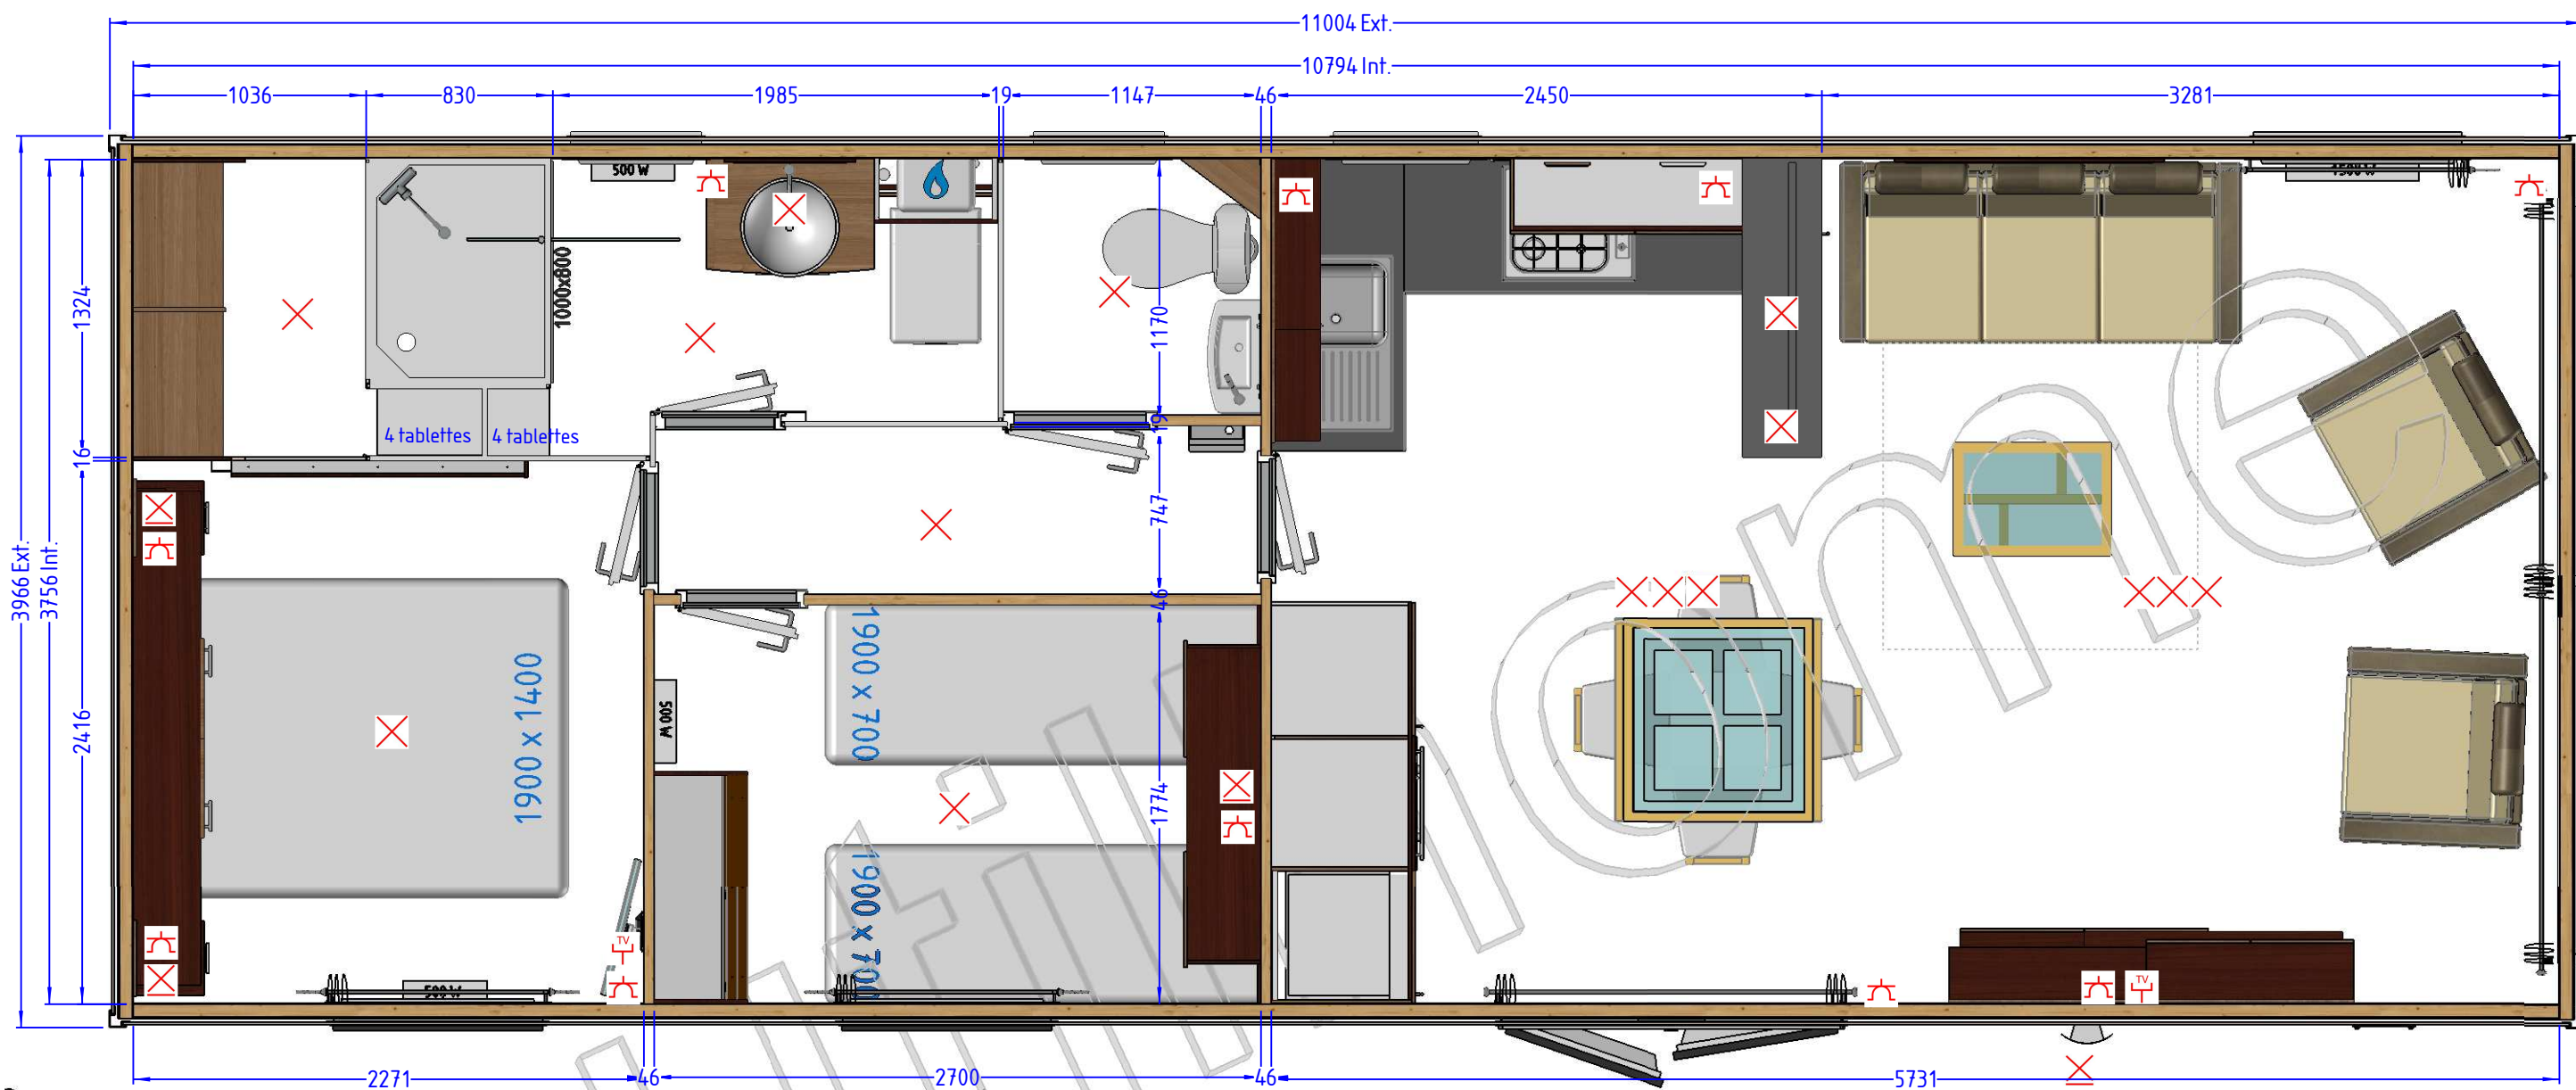 11004 Ext.
10794 Int.
1036 830 1985 19 1147 46 2450 3281
500 W
1500 W
1000x800
1324
1170
4 tablettes 4 tablettes
19
16
3966 Ext.
3756 Int.
747
46
2416
1900 x 1400
1900 x 700
500 W
1774
1900 x 700
TV
500 W
TV
2271 46 2700 46 5731